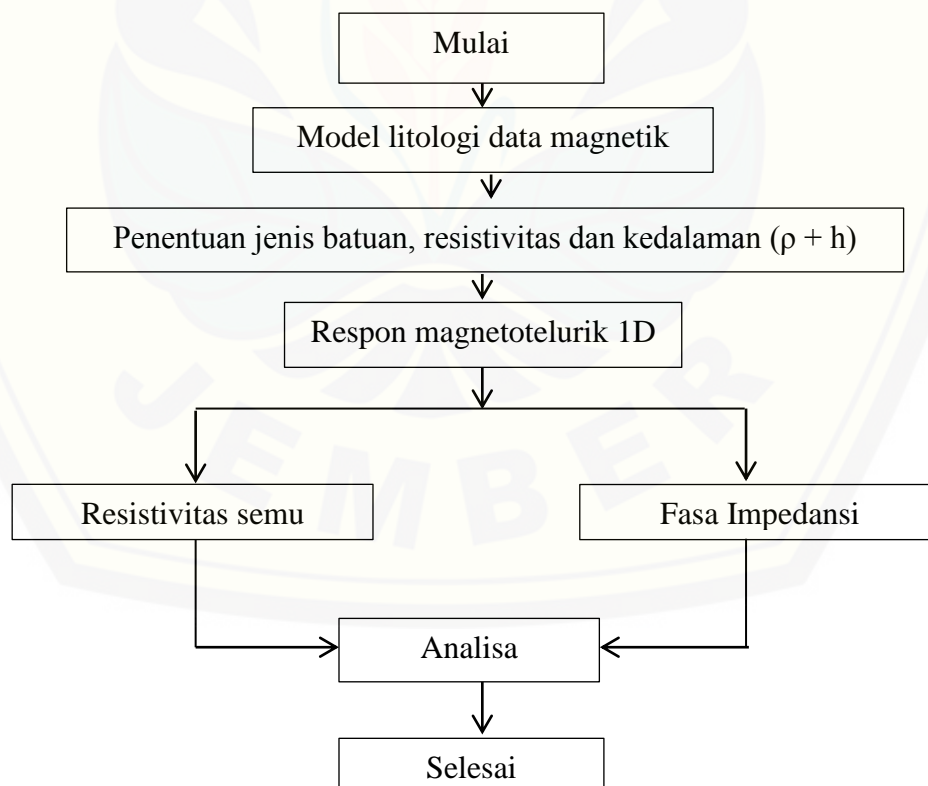 Mulai
Model litologi data magnetik
Penentuan jenis batuan, resistivitas dan kedalaman (ρ + h)
Respon magnetotelurik 1D
Resistivitas semu
Fasa Impedansi
Analisa
Selesai
JEMBER